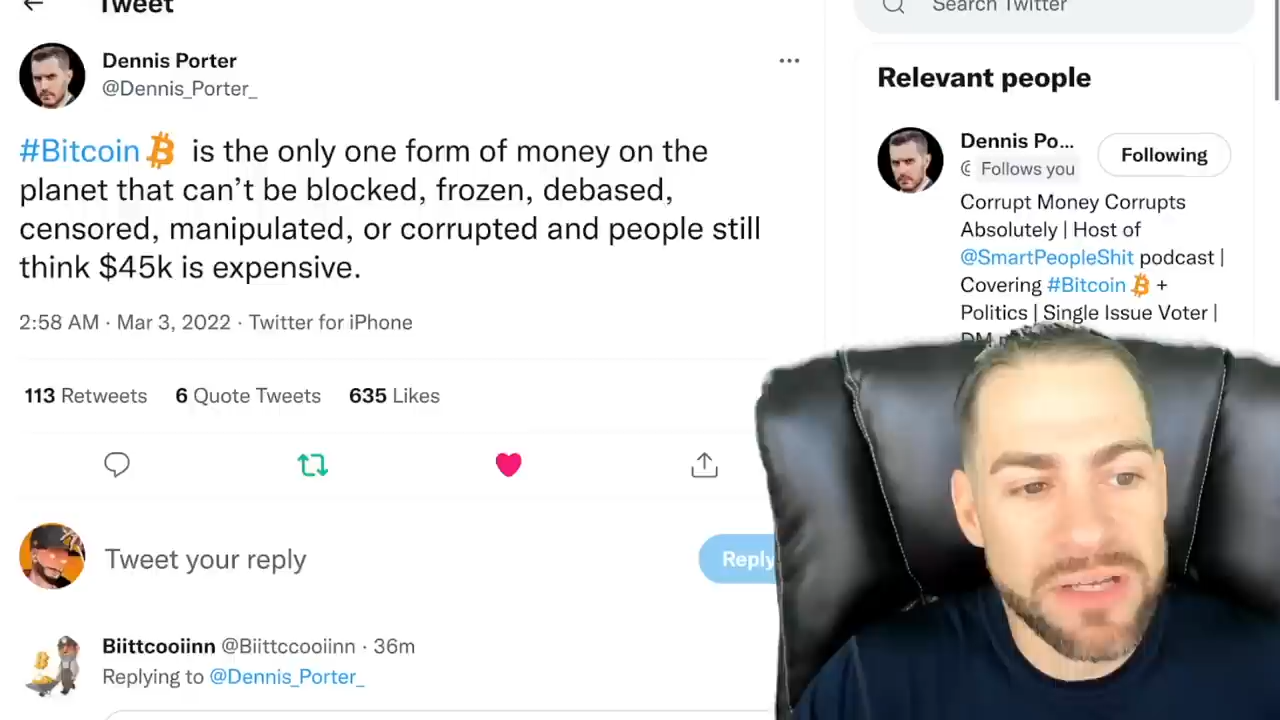 Tweet
Search Twitter
Dennis Porter
@Dennis_Porter_
#Bitcoin is the only one form of money on the
planet that can't be blocked, frozen, debased,
censored, manipulated, or corrupted and people still
think $45k is expensive.
2:58 AM · Mar 3, 2022 · Twitter for iPhone
113 Retweets 6 Quote Tweets 635 Likes
Tweet your reply
Reply
Biittcooiinn @Biittccooiinn · 36m
Replying to @Dennis_Porter_
Relevant people
Dennis Po...
Following
Follows you
Corrupt Money Corrupts
Absolutely | Host of
@SmartPeopleShit podcast |
Covering #Bitcoin +
Politics | Single Issue Voter |
DM